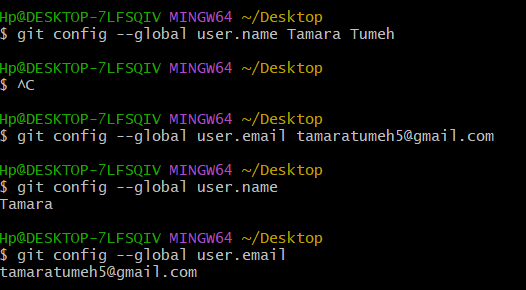 Hp@DESKTOP-7LFSQIV MINGW64 ~/Desktop
$ git config --global user.name Tamara Tumeh
Hp@DESKTOP-7LFSQIV MINGW64 ~/Desktop
$ ^C
Hp@DESKTOP-7LFSQIV MINGW64 ~/Desktop
$ git config --global user.email tamaratumeh5@gmail.com
Hp@DESKTOP-7LFSQIV MINGW64 ~/Desktop
$ git config --global user.name
Tamara
Hp@DESKTOP-7LFSQIV MINGW64 ~/Desktop
$ git config --global user.email
tamaratumeh5@gmail.com